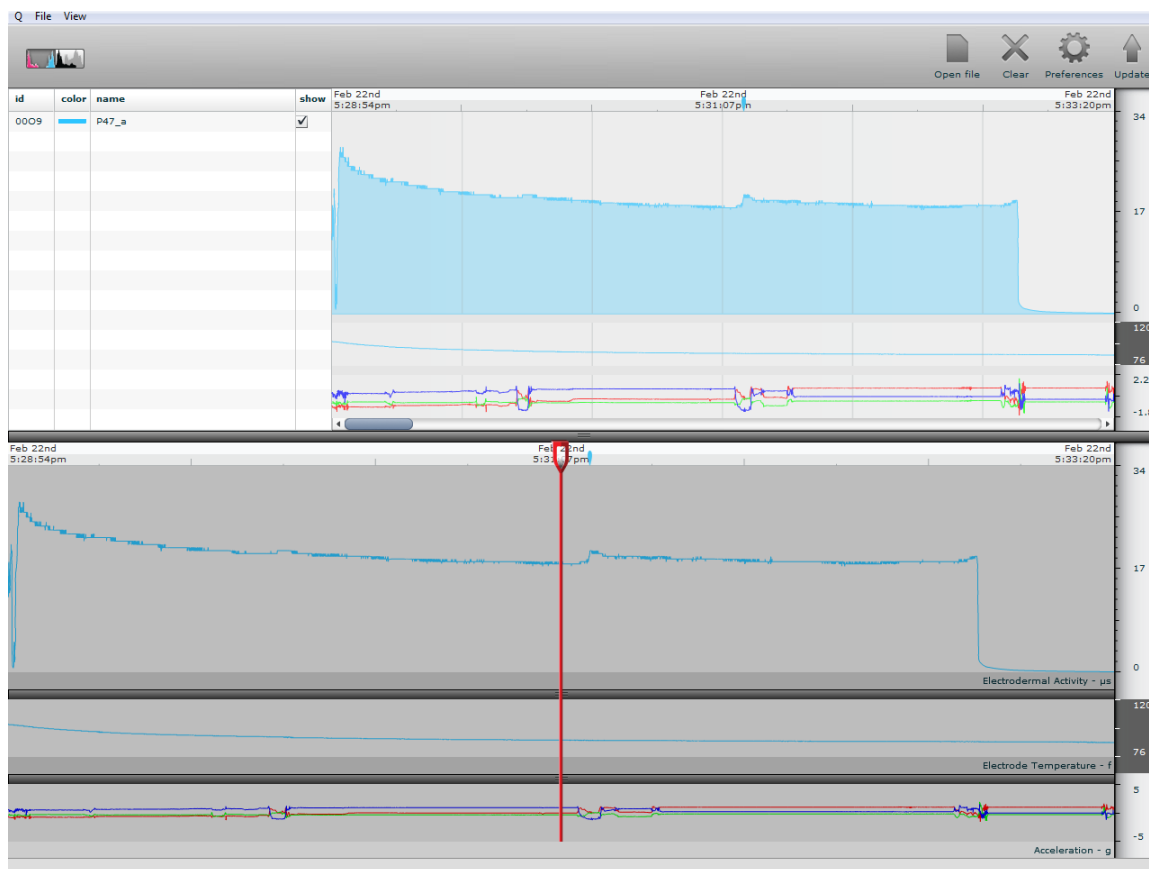 Q File View
Open file Clear Preferences Update
id color name show
Feb 22nd Feb 22nd Feb 22nd
5:28:54pm 5:31:07pm 5:33:20pm
34
0009 P47_a
17
0
120
76
2.2
Feb 22nd Feb 22nd Feb 22nd
5:28:54pm 5:33:20pm
34
17
0
Electrodermal Activity - µs
120
76
Electrode Temperature - f
5
-5
Acceleration - g